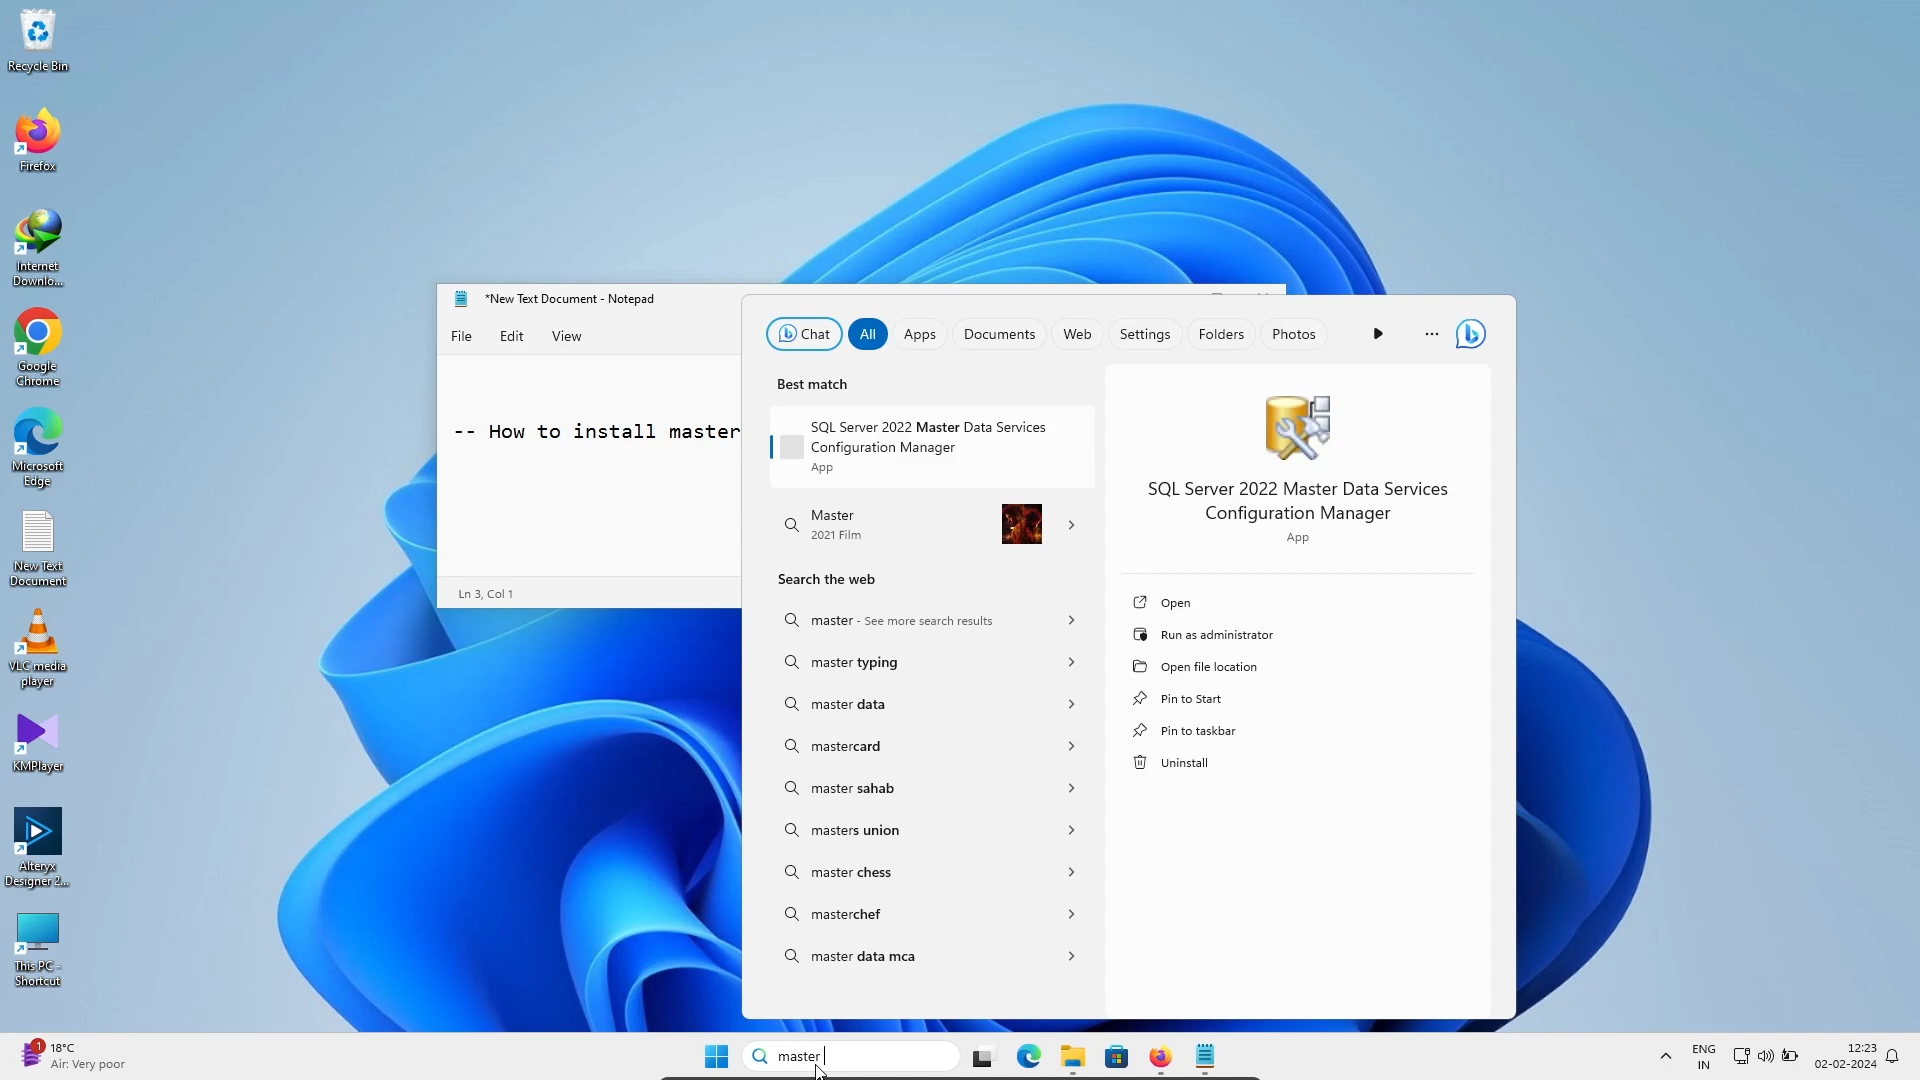 Recycle Bin
Firefox
Internet
Downlo...
Google
Chrome
Microsoft
Edge
New Text
Document
VLC media
player
KMPlayer
Alteryx
Designer 2...
This PC -
Shortcut
*New Text Document - Notepad
File Edit View
-- How to install master
Ln 3, Col 1
Chat All Apps Documents Web Settings Folders Photos
Best match
SQL Server 2022 Master Data Services
Configuration Manager
App
Master
2021 Film
Search the web
master - See more search results
master typing
master data
mastercard
master sahab
masters union
master chess
masterchef
master data mca
SQL Server 2022 Master Data Services
Configuration Manager
App
Open
Run as administrator
Open file location
Pin to Start
Pin to taskbar
Uninstall
1
18°C
Air: Very poor
master
ENG
IN
12:23
02-02-2024